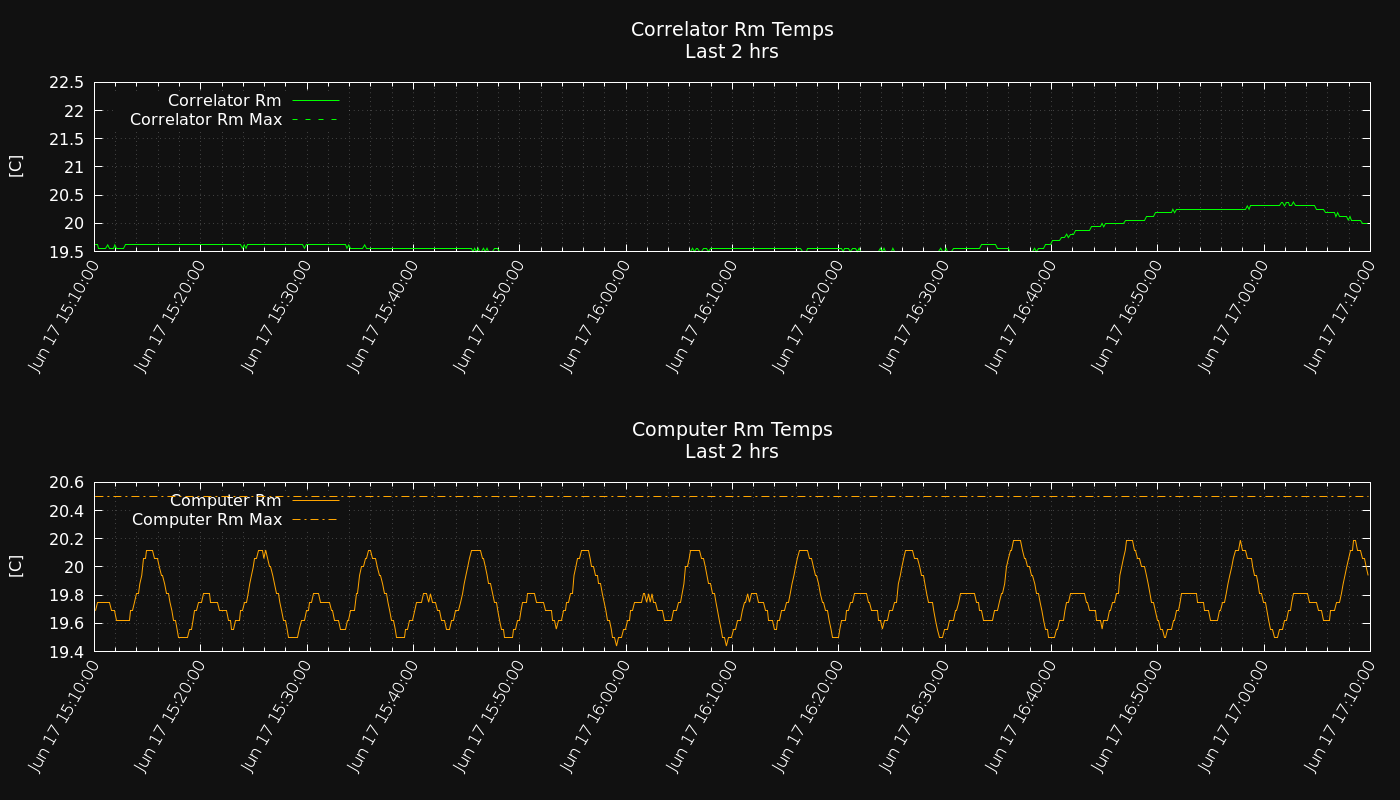 Correlator Rm Temps
Last 2 hrs
22.5
22
21.5
21
20.5
20
19.5
[C]
Correlator Rm
Correlator Rm Max
Jun 17 15:10:00
Jun 17 15:20:00
Jun 17 15:30:00
Jun 17 15:40:00
Jun 17 15:50:00
Jun 17 16:00:00
Jun 17 16:10:00
Jun 17 16:20:00
Jun 17 16:30:00
Jun 17 16:40:00
Jun 17 16:50:00
Jun 17 17:00:00
Jun 17 17:10:00
Computer Rm Temps
Last 2 hrs
20.6
20.4
20.2
20
19.8
19.6
19.4
[C]
Computer Rm
Computer Rm Max
Jun 17 15:10:00
Jun 17 15:20:00
Jun 17 15:30:00
Jun 17 15:40:00
Jun 17 15:50:00
Jun 17 16:00:00
Jun 17 16:10:00
Jun 17 16:20:00
Jun 17 16:30:00
Jun 17 16:40:00
Jun 17 16:50:00
Jun 17 17:00:00
Jun 17 17:10:00